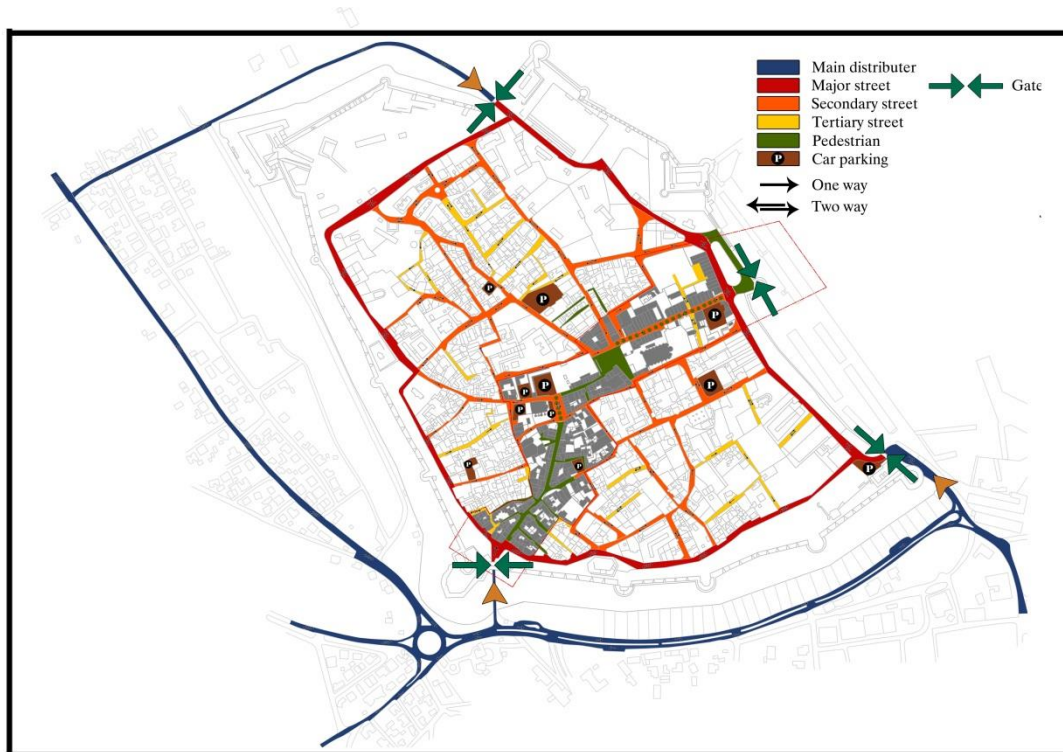 Main distributer
Major street
Secondary street
Tertiary street
Pedestrian
P Car parking
One way
Two way
Gate
P
P
P
P
P
P
P
P
P
P
P